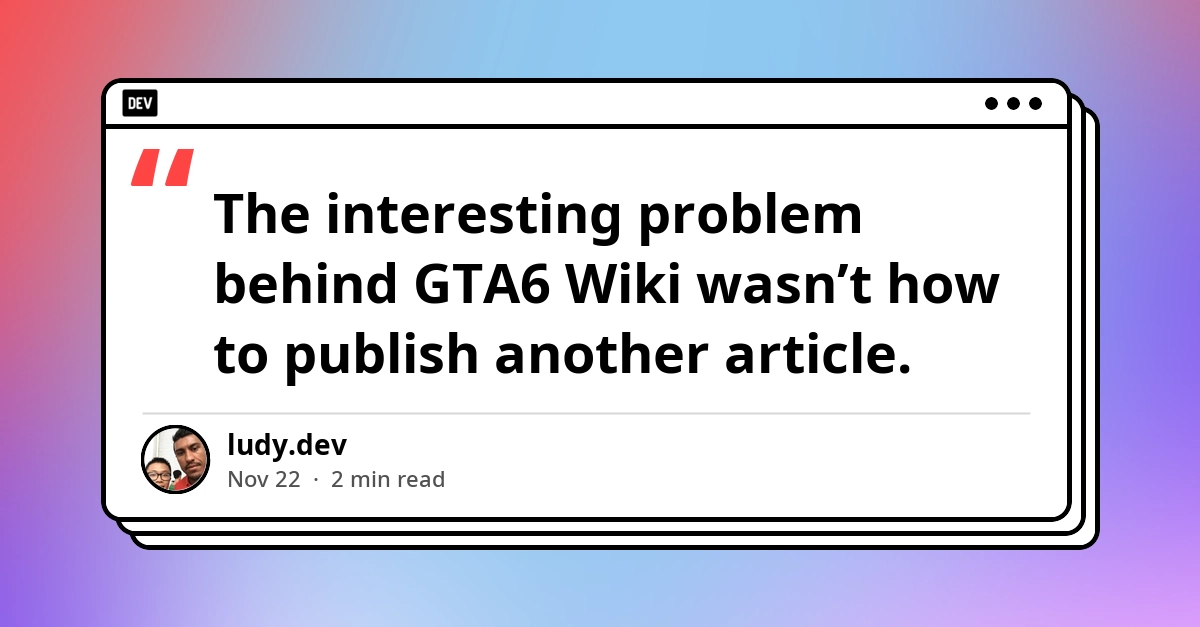 DEV
“
The interesting problem
behind GTA6 Wiki wasn’t how
to publish another article.
ludy.dev
Nov 22 · 2 min read